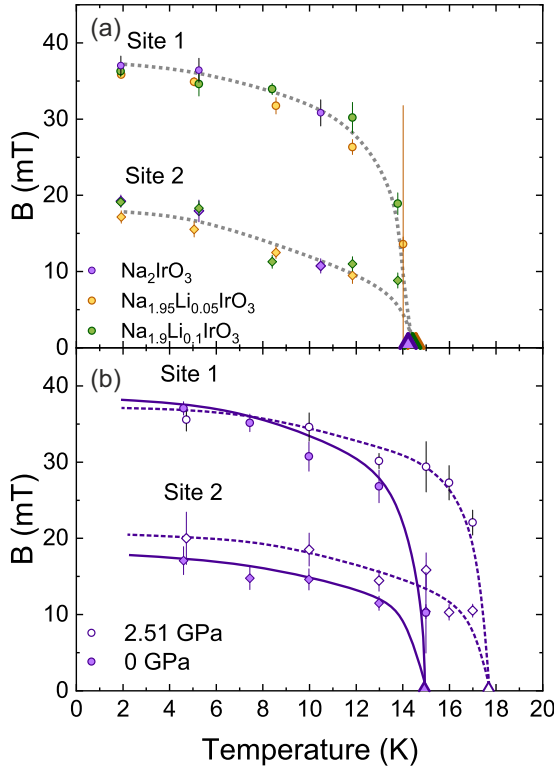 (a)
Site 1
Site 2
Na₂IrO₃
Na₁.₉₅Li₀.₀₅IrO₃
Na₁.₉Li₀.₁IrO₃
B (mT)
40
30
20
10
0
(b)
Site 1
Site 2
2.51 GPa
0 GPa
B (mT)
40
30
20
10
0
0 2 4 6 8 10 12 14 16 18 20
Temperature (K)